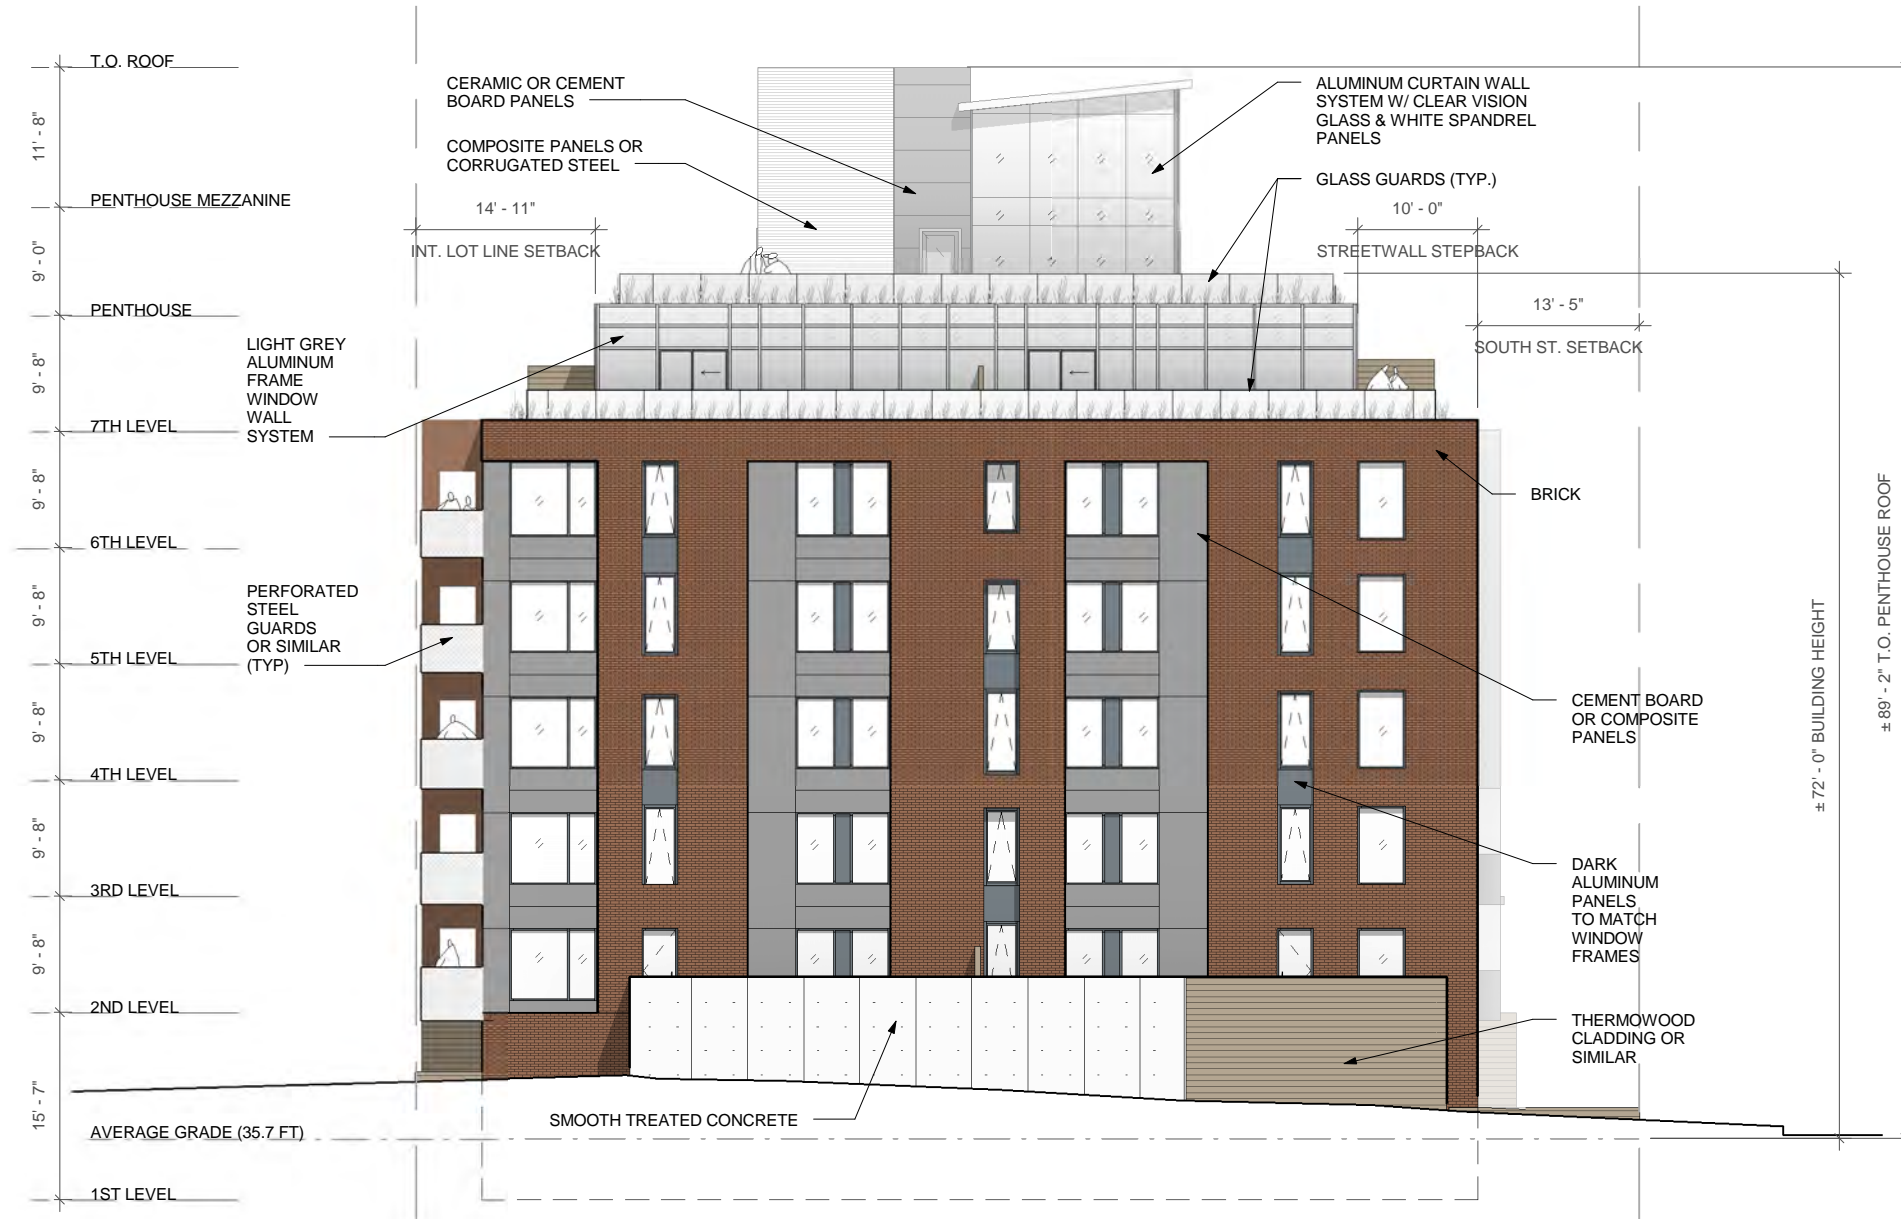 T.O. ROOF
11' - 8"
PENTHOUSE MEZZANINE
9' - 0"
PENTHOUSE
9' - 8"
7TH LEVEL
9' - 8"
6TH LEVEL
9' - 8"
5TH LEVEL
9' - 8"
4TH LEVEL
9' - 8"
3RD LEVEL
9' - 8"
2ND LEVEL
15' - 7"
AVERAGE GRADE (35.7 FT)
1ST LEVEL
CERAMIC OR CEMENT
BOARD PANELS
COMPOSITE PANELS OR
CORRUGATED STEEL
14' - 11"
INT. LOT LINE SETBACK
LIGHT GREY
ALUMINUM
FRAME
WINDOW
WALL
SYSTEM
PERFORATED
STEEL
GUARDS
OR SIMILAR
(TYP)
SMOOTH TREATED CONCRETE
ALUMINUM CURTAIN WALL
SYSTEM W/ CLEAR VISION
GLASS & WHITE SPANDREL
PANELS
GLASS GUARDS (TYP.)
10' - 0"
STREETWALL STEPBACK
13' - 5"
SOUTH ST. SETBACK
BRICK
CEMENT BOARD
OR COMPOSITE
PANELS
DARK
ALUMINUM
PANELS
TO MATCH
WINDOW
FRAMES
THERMOWOOD
CLADDING OR
SIMILAR
± 72' - 0" BUILDING HEIGHT
± 89' - 2" T.O. PENTHOUSE ROOF